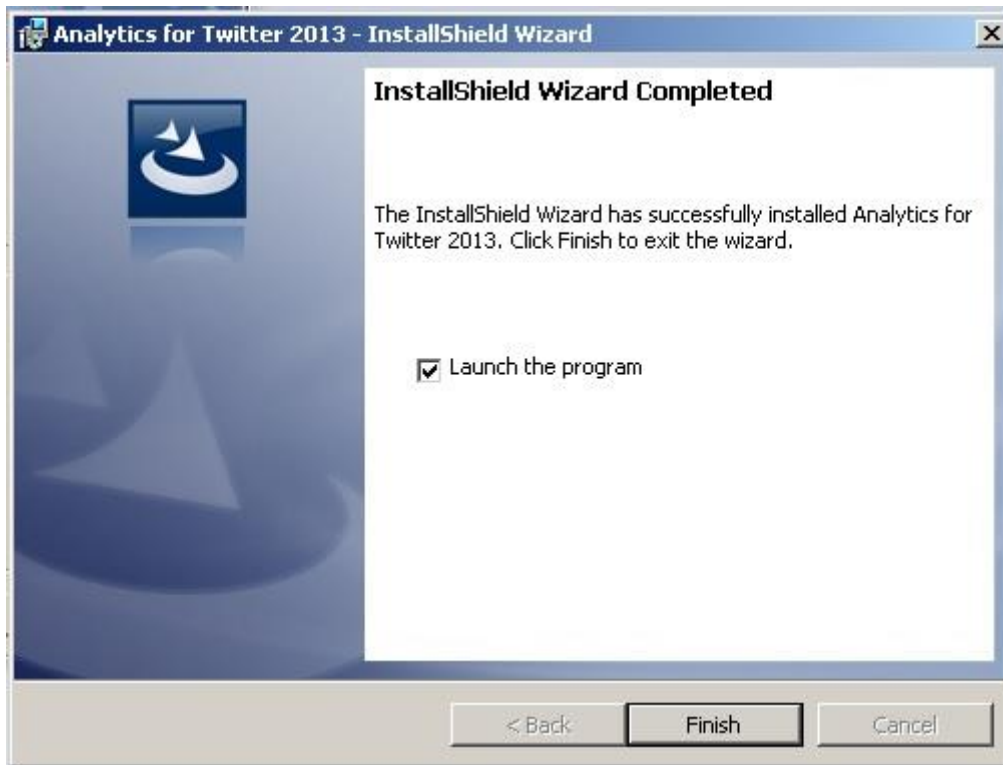 Analytics for Twitter 2013 - InstallShield Wizard
InstallShield Wizard Completed
The InstallShield Wizard has successfully installed Analytics for
Twitter 2013. Click Finish to exit the wizard.
Launch the program
< Back Finish Cancel